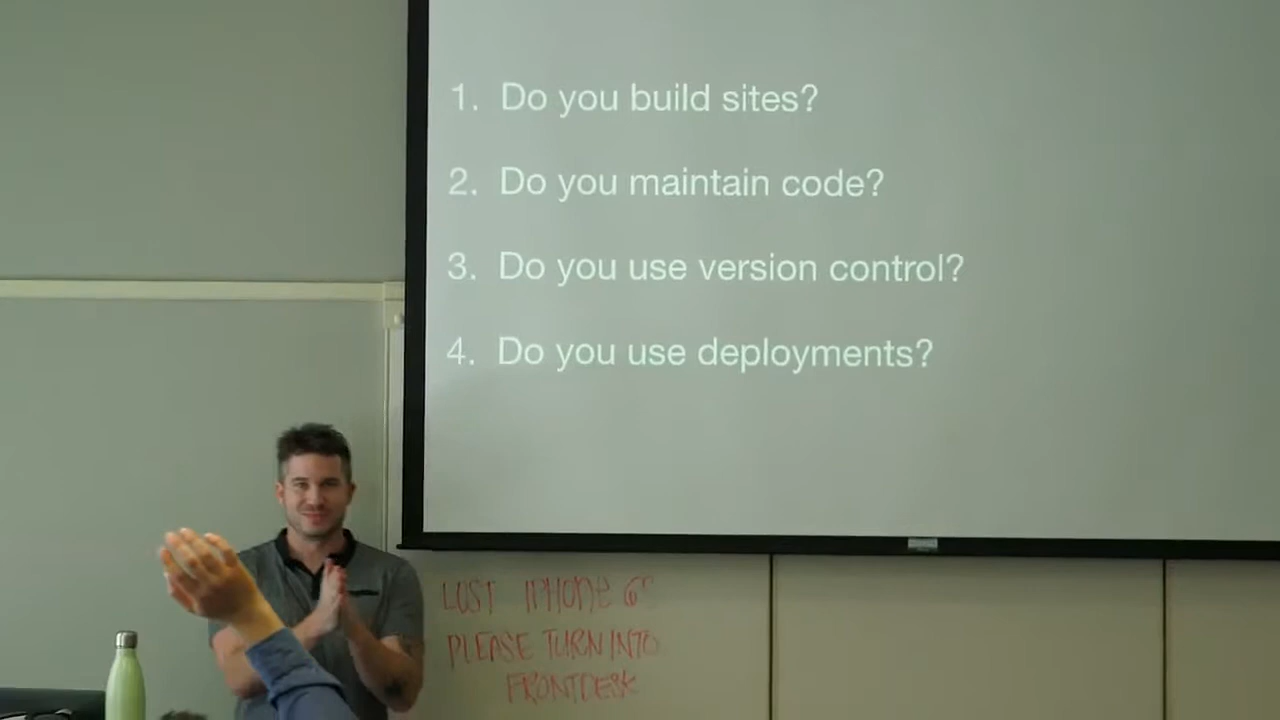 1. Do you build sites?
2. Do you maintain code?
3. Do you use version control?
4. Do you use deployments?
LOST IPHONE
PLEASE TURN INTO
FRONTDESK